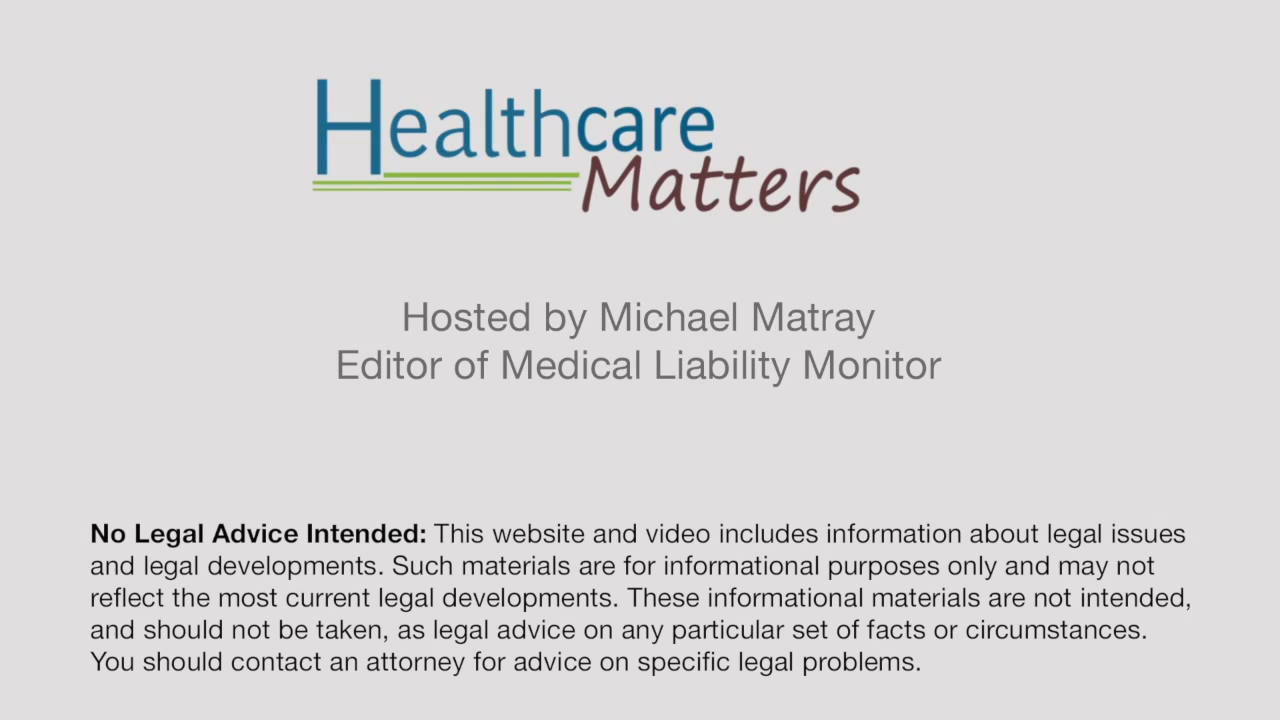 Healthcare
Matters
Hosted by Michael Matray
Editor of Medical Liability Monitor
No Legal Advice Intended: This website and video includes information about legal issues
and legal developments. Such materials are for informational purposes only and may not
reflect the most current legal developments. These informational materials are not intended,
and should not be taken, as legal advice on any particular set of facts or circumstances.
You should contact an attorney for advice on specific legal problems.